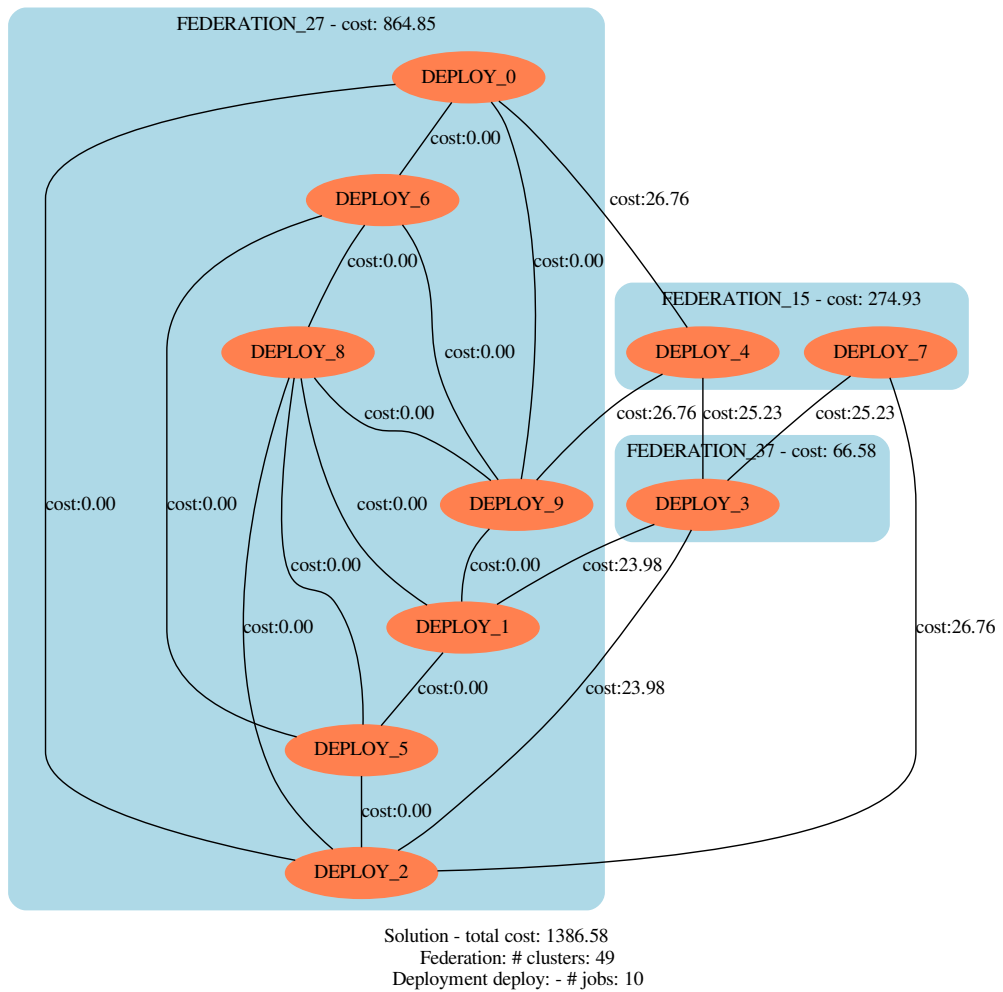 FEDERATION_27 - cost: 864.85
DEPLOY_0
cost:0.00
DEPLOY_6
cost:26.76
cost:0.00
cost:0.00
FEDERATION_15 - cost: 274.93
DEPLOY_8
cost:0.00
DEPLOY_4
DEPLOY_7
cost:0.00
cost:26.76
cost:25.23
cost:25.23
FEDERATION_37 - cost: 66.58
cost:0.00
cost:0.00
cost:0.00
DEPLOY_9
DEPLOY_3
cost:0.00
cost:0.00
cost:23.98
cost:0.00
DEPLOY_1
cost:26.76
cost:0.00
cost:23.98
DEPLOY_5
cost:0.00
DEPLOY_2
Solution - total cost: 1386.58
Federation: # clusters: 49
Deployment deploy: - # jobs: 10